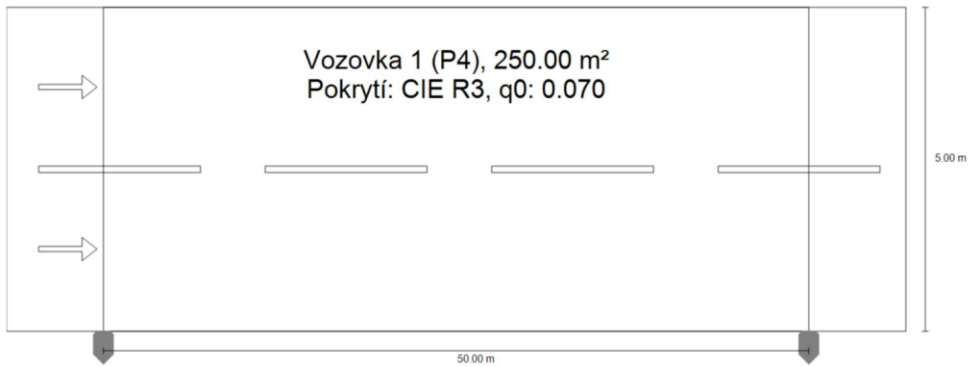 Vozovka 1 (P4), 250.00 m²
Pokrytí: CIE R3, q0: 0.070
5.00 m
50.00 m